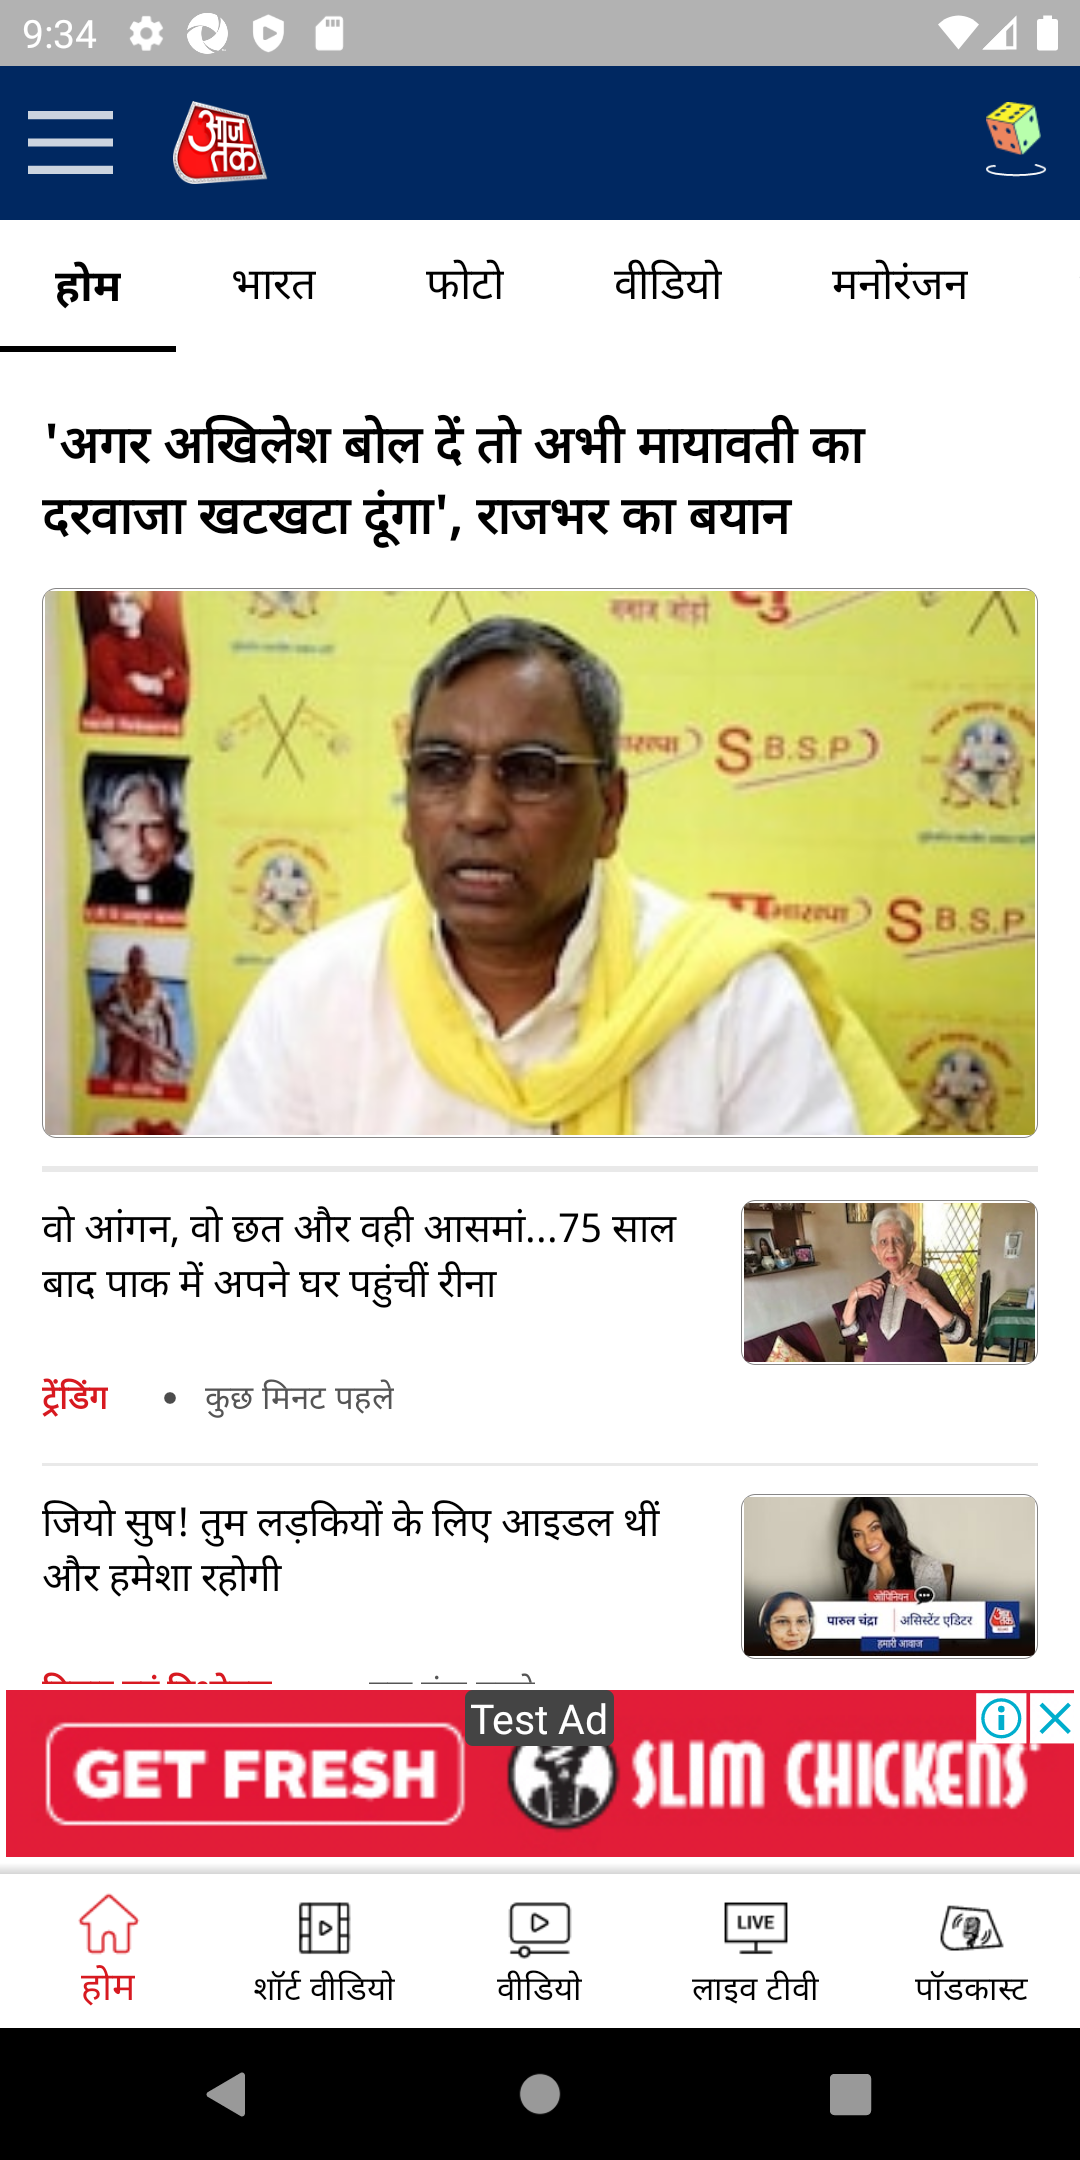 9:34
आज
तक
होम
भारत
फोटो
वीडियो
मनोरंजन
'अगर अखिलेश बोल दें तो अभी मायावती का
दरवाजा खटखटा दूंगा', राजभर का बयान
S.B.S.P
S.B.S.P
वो आंगन, वो छत और वही आसमां...75 साल
बाद पाक में अपने घर पहुंचीं रीना
ट्रेंडिंग
• कुछ मिनट पहले
जियो सुष! तुम लड़कियों के लिए आइडल थीं
और हमेशा रहोगी
ओपिनियन
पारुल चंद्रा
असिस्टेंट एडिटर
हमारी आवाज
Test Ad
GET FRESH
SLIM CHICKENS
होम
शॉर्ट वीडियो
वीडियो
LIVE
लाइव टीवी
पॉडकास्ट